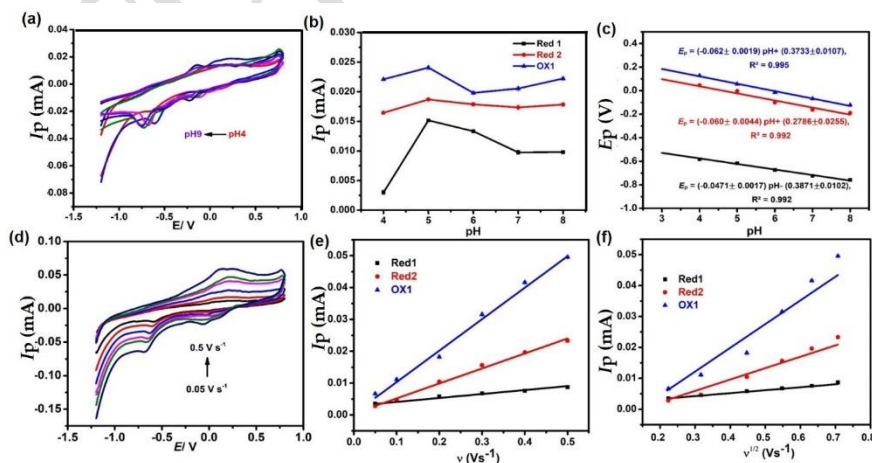 (a)
0.04
0.02
0.00
0.02
0.04
0.06
0.08
Ip (mA)
pH9
pH4
-1.5 -1.0 -0.5 0.0 0.5 1.0
E/ V
(b)
0.030
0.025
0.020
0.015
0.010
0.005
0.000
Ip (mA)
Red 1
Red 2
OX1
4 5 6 7 8
pH
(c)
0.4
0.2
0.0
-0.2
-0.4
-0.6
-0.8
-1.0
Ep (V)
Ep = (-0.062± 0.0019) pH+ (0.3733±0.0107),
R² = 0.995
Ep = (-0.060± 0.0044) pH+ (0.2786±0.0255),
R² = 0.992
Ep = (-0.0471± 0.0017) pH- (0.3871±0.0102),
R² = 0.992
3 4 5 6 7 8
pH
(d)
0.10
0.05
0.00
-0.05
-0.10
-0.15
Ip (mA)
0.5 V s⁻¹
0.05 V s⁻¹
-1.5 -1.0 -0.5 0.0 0.5 1.0
E/ V
(e)
0.05
0.04
0.03
0.02
0.01
0.00
Ip (mA)
Red1
Red2
OX1
0.0 0.1 0.2 0.3 0.4 0.5
ν (Vs⁻¹)
(f)
0.05
0.04
0.03
0.02
0.01
0.00
Ip (mA)
Red1
Red2
OX1
0.2 0.3 0.4 0.5 0.6 0.7 0.8
ν¹/² (Vs⁻¹)